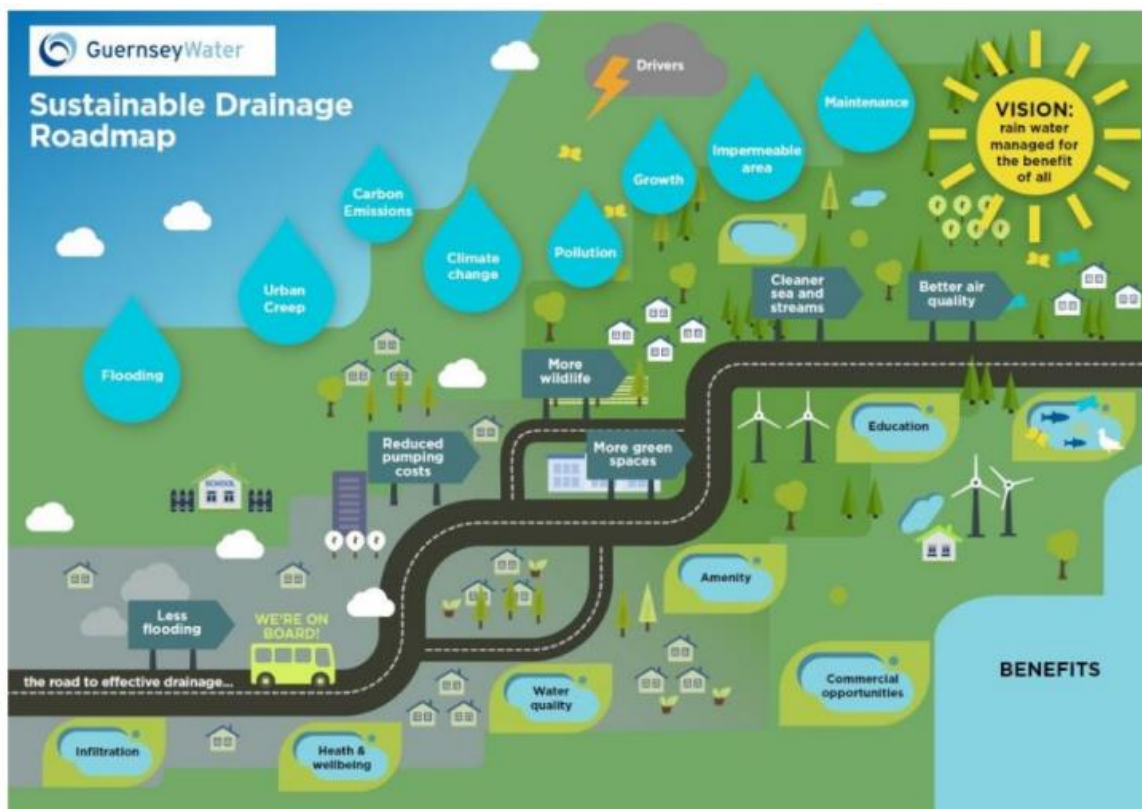 GuernseyWater
Sustainable Drainage
Roadmap
Drivers
Maintenance
VISION:
rain water
managed for
the benefit
of all
Impermeable
area
Growth
Carbon
Emissions
Climate
change
Pollution
Urban
Creep
Flooding
Cleaner
sea and
streams
Better air
quality
More
wildlife
Reduced
pumping
costs
More green
spaces
Education
SCHOOL
Amenity
Less
flooding
WE'RE ON
BOARD!
the road to effective drainage...
Water
quality
Commercial
opportunities
BENEFITS
Infiltration
Heath &
wellbeing